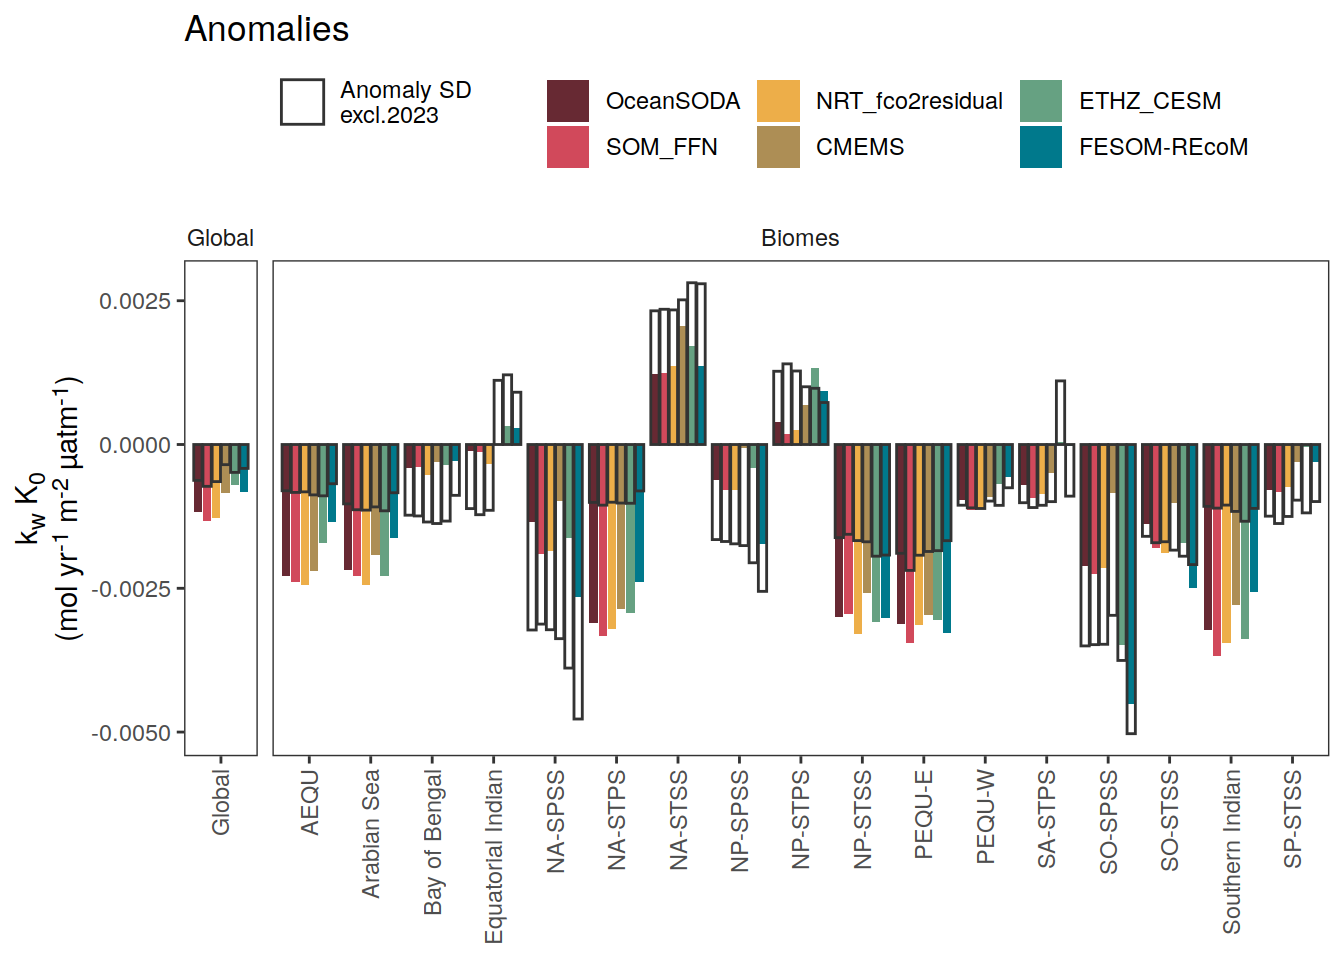 Anomalies
Anomaly SD
excl.2023
OceanSODA
SOM_FFN
NRT_fco2residual
CMEMS
ETHZ_CESM
FESOM-REcoM
Global
Biomes
k_w K_0
(mol yr^-1 m^-2 µatm^-1)
0.0025
0.0000
-0.0025
-0.0050
Global
AEQU
Arabian Sea
Bay of Bengal
Equatorial Indian
NA-SPSS
NA-STPS
NA-STSS
NP-SPSS
NP-STPS
NP-STSS
PEQU-E
PEQU-W
SA-STPS
SO-SPSS
SO-STSS
Southern Indian
SP-STSS